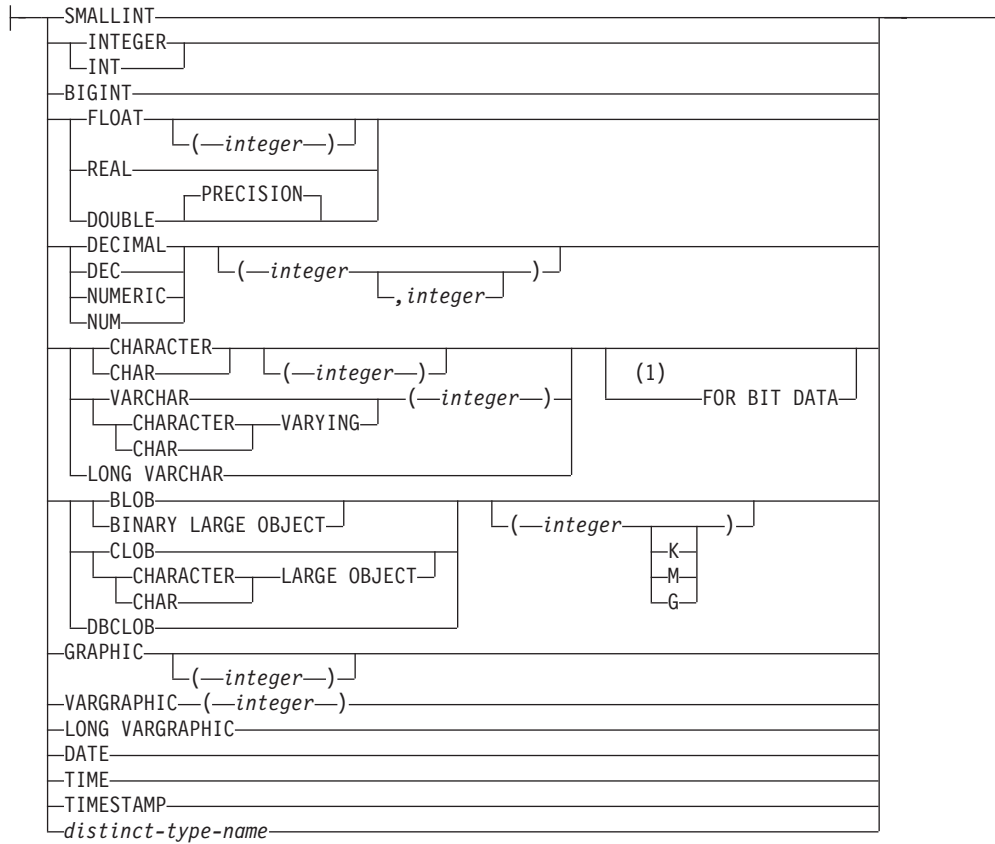 SMALLINT
INTEGER
INT
BIGINT
FLOAT
( integer )
REAL
PRECISION
DOUBLE
DECIMAL
DEC
( integer )
NUMERIC
,integer
NUM
CHARACTER
CHAR
( integer )
(1)
VARCHAR
( integer )
FOR BIT DATA
CHARACTER VARYING
CHAR
LONG VARCHAR
BLOB
BINARY LARGE OBJECT
( integer )
CLOB
K
CHARACTER LARGE OBJECT
M
CHAR
G
DBCLOB
GRAPHIC
( integer )
VARGRAPHIC ( integer )
LONG VARGRAPHIC
DATE
TIME
TIMESTAMP
distinct-type-name